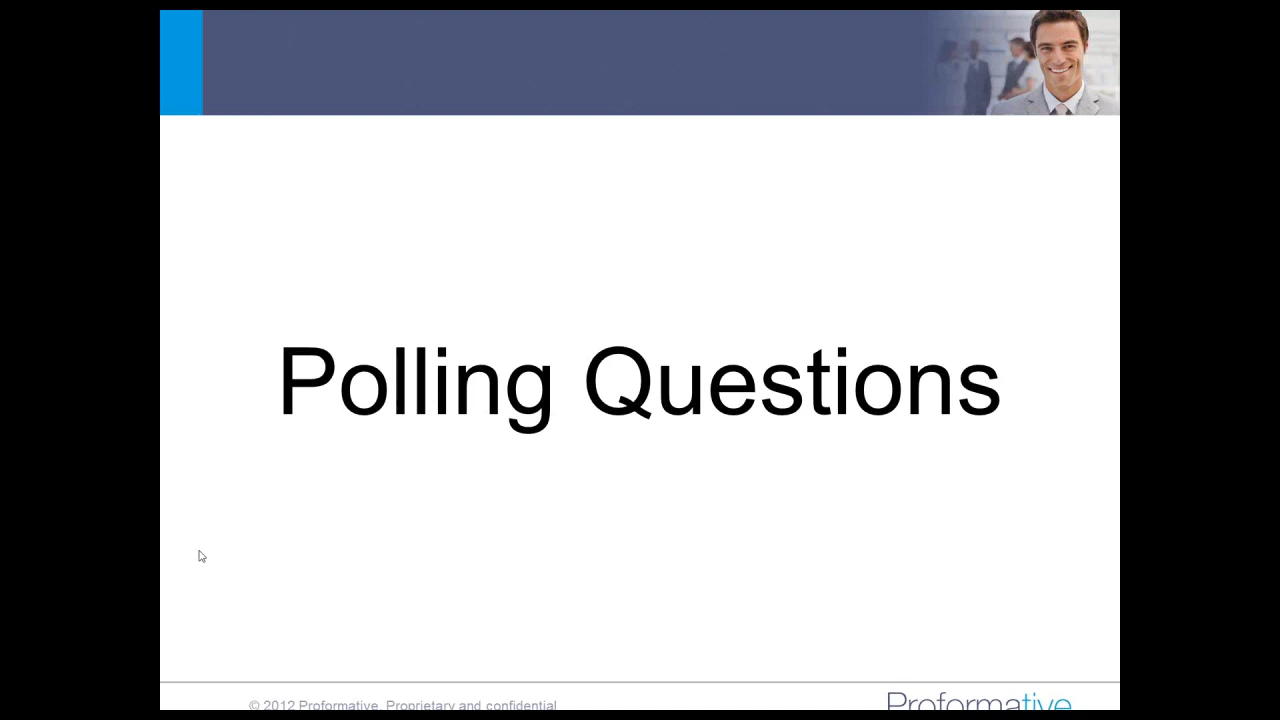 Polling Questions
© 2012 Proformative. Proprietary and confidential
Proformative